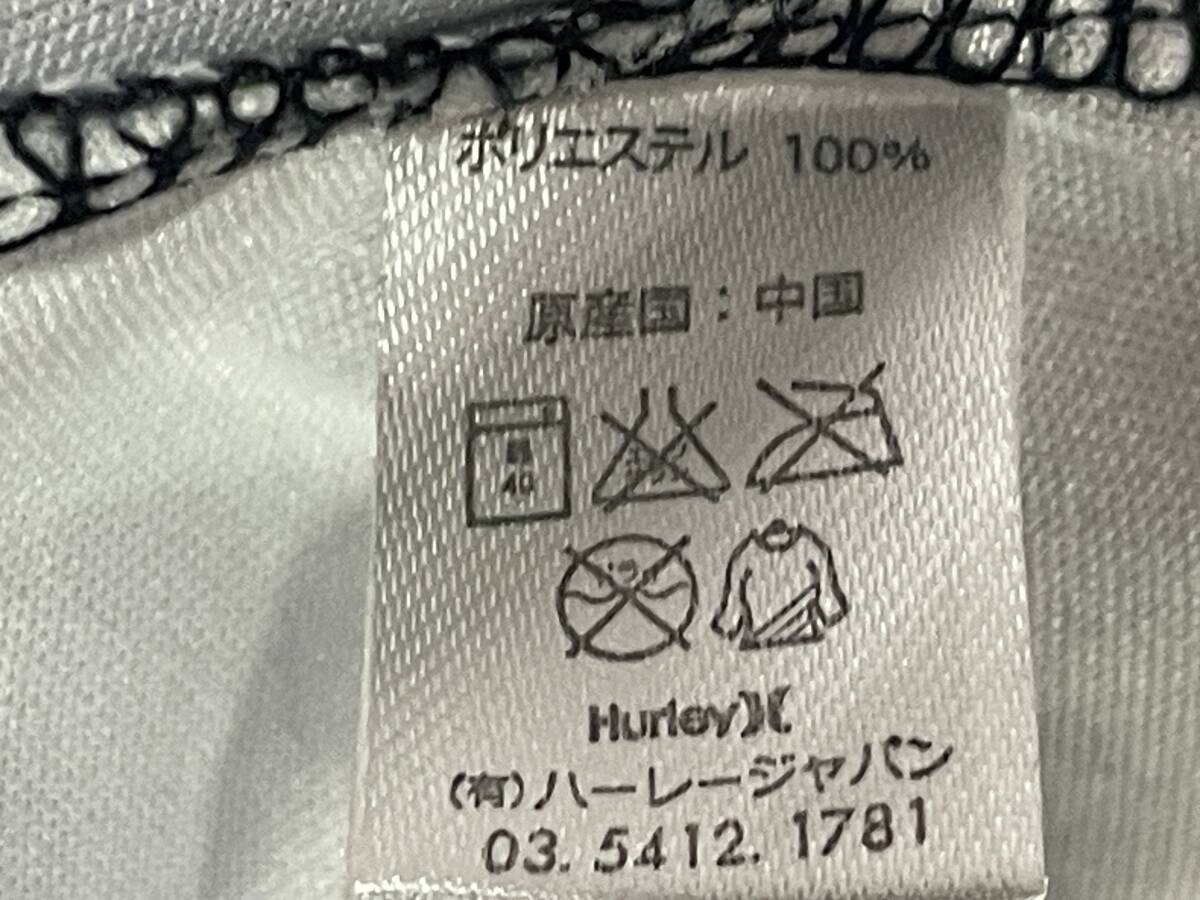 ポリエステル 100%
原産国：中国
40
Hurley
(有)ハーレージャパン
03. 5412. 1781